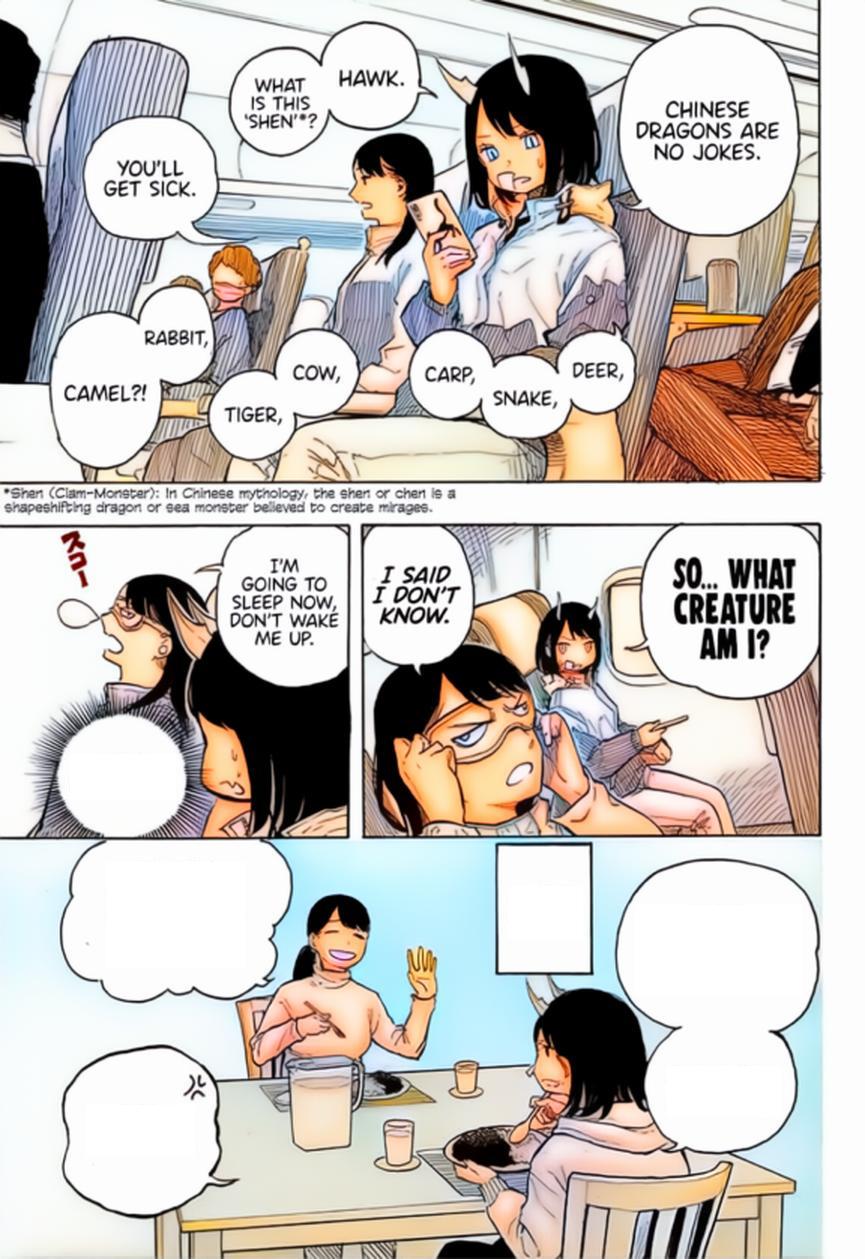 CHINESE
DRAGONS ARE
NO JOKES.
HAWK.
WHAT
IS THIS
'SHEN'*?
YOU'LL
GET SICK.
DEER,
SNAKE,
CARP,
COW,
TIGER,
RABBIT,
CAMEL?!
*Shen (Clam-Monster): In Chinese mythology, the shen or chen is a
shapeshifting dragon or sea monster believed to create mirages.
SO... WHAT
CREATURE
AM I?
I SAID
I DON'T
KNOW.
I'M
GOING TO
SLEEP NOW,
DON'T WAKE
ME UP.
スコー